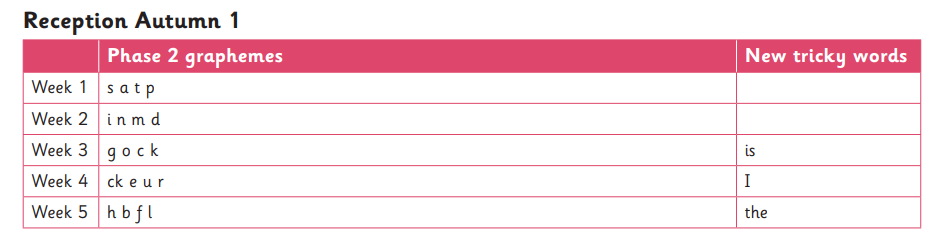 Reception Autumn 1
Phase 2 graphemes New tricky words
Week 1 s a t p
Week 2 i n m d
Week 3 g o c k is
Week 4 ck e u r I
Week 5 h b f l the